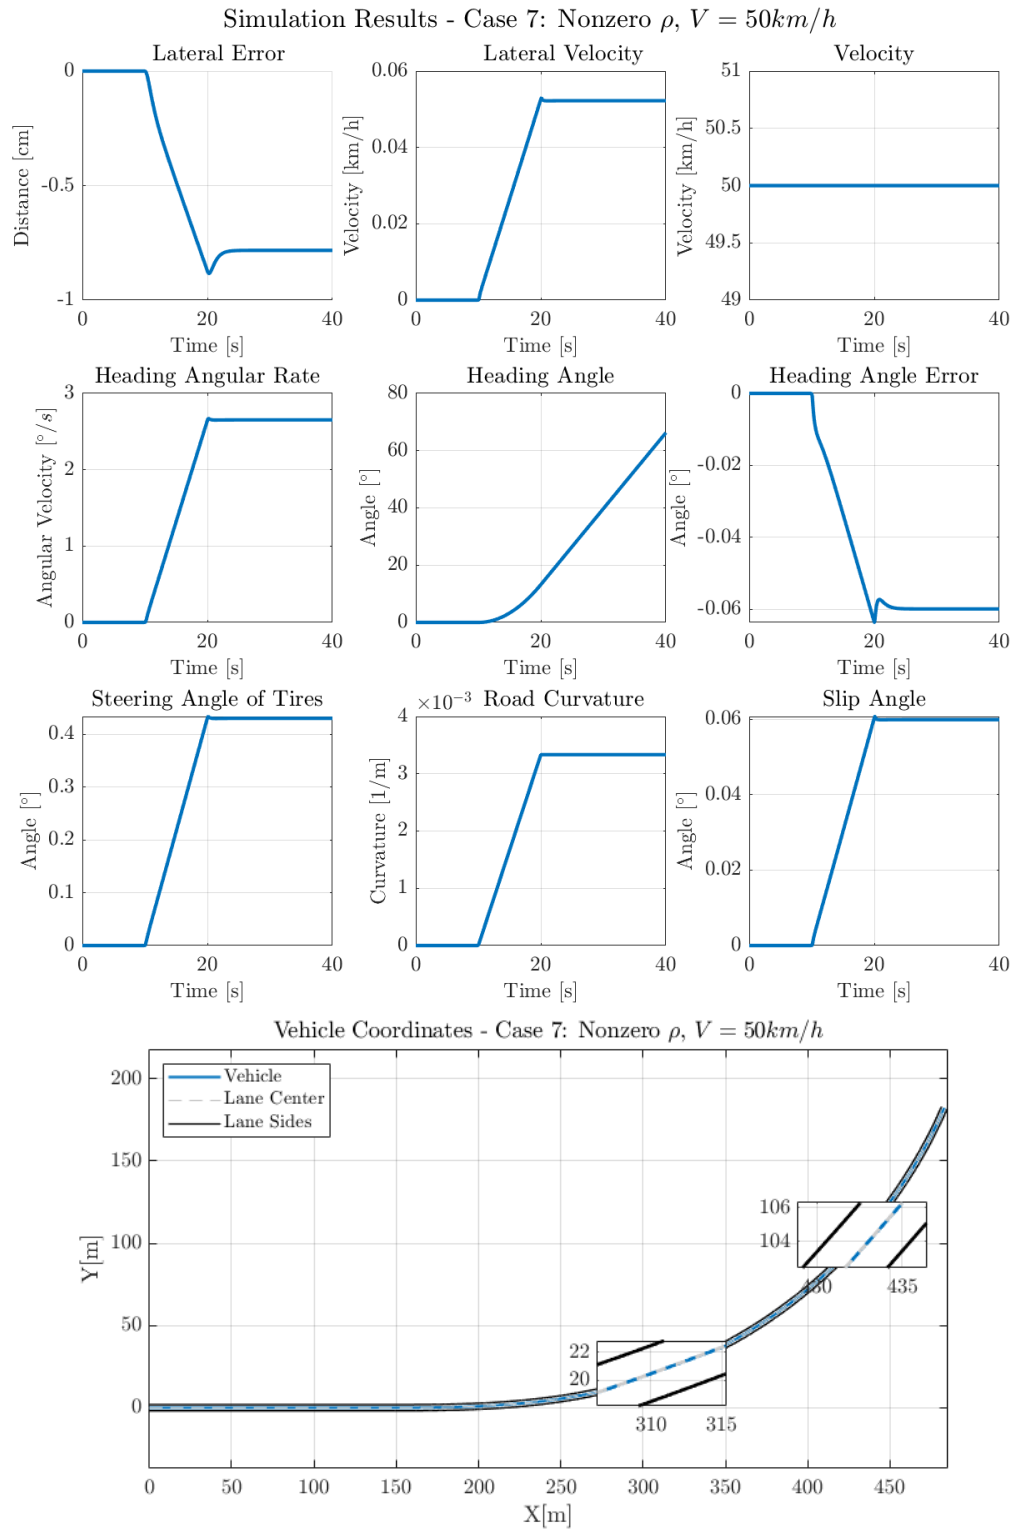 Simulation Results - Case 7: Nonzero ρ, V = 50km/h
Lateral Error
0
-0.5
-1
Distance [cm]
0 20 40
Time [s]
Lateral Velocity
0.06
0.04
0.02
0
Velocity [km/h]
0 20 40
Time [s]
Velocity
51
50.5
50
49.5
49
Velocity [km/h]
0 20 40
Time [s]
Heading Angular Rate
3
2
1
0
Angular Velocity [°/s]
0 20 40
Time [s]
Heading Angle
80
60
40
20
0
Angle [°]
0 20 40
Time [s]
Heading Angle Error
0
-0.02
-0.04
-0.06
Angle [°]
0 20 40
Time [s]
Steering Angle of Tires
0.4
0.3
0.2
0.1
0
Angle [°]
0 20 40
Time [s]
×10⁻³ Road Curvature
4
3
2
1
0
Curvature [1/m]
0 20 40
Time [s]
Slip Angle
0.06
0.04
0.02
0
Angle [°]
0 20 40
Time [s]
Vehicle Coordinates - Case 7: Nonzero ρ, V = 50km/h
Vehicle
Lane Center
Lane Sides
200
150
100
50
0
Y[m]
106
104
435
22
20
310 315
0 50 100 150 200 250 300 350 400 450
X[m]